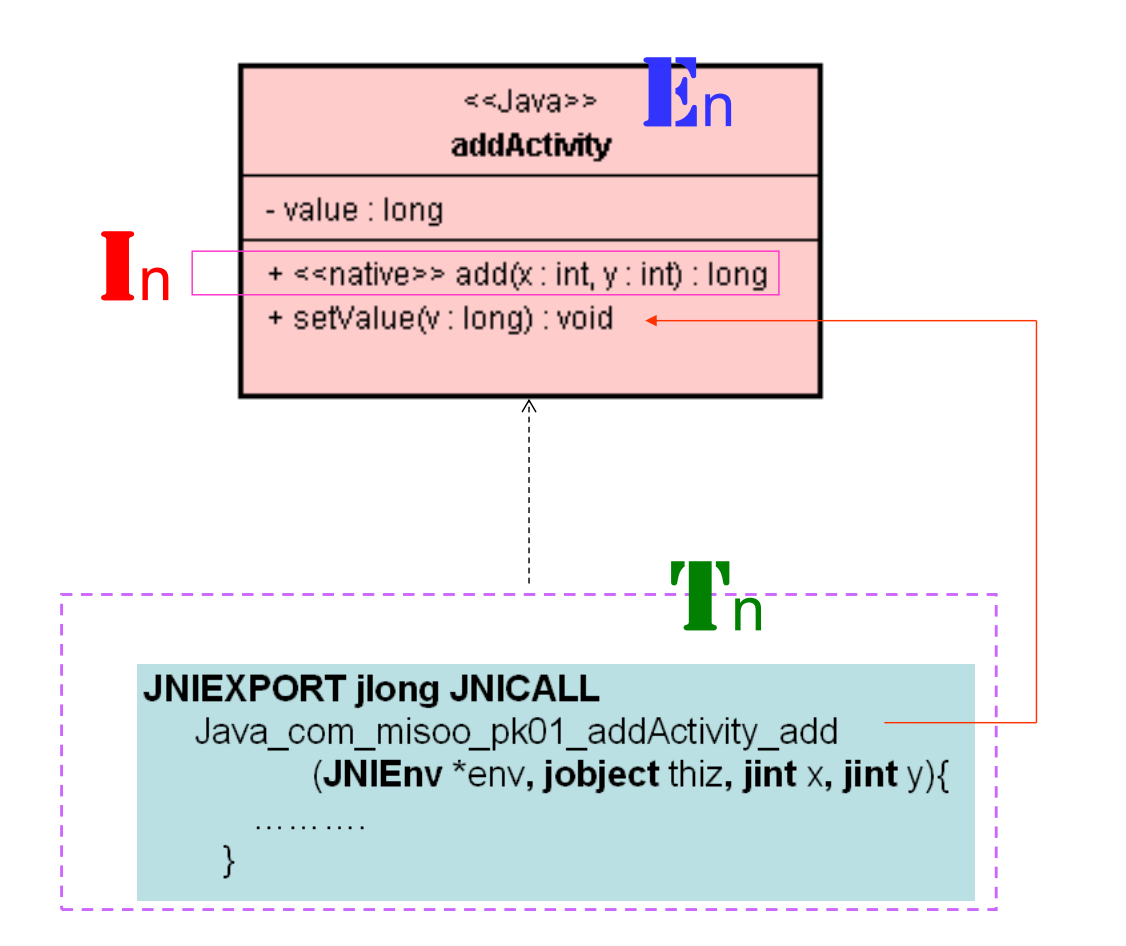 En
<<Java>>
addActivity
- value : long
In
+ <<native>> add(x : int, y : int) : long
+ setValue(v : long) : void
Tn
JNIEXPORT jlong JNICALL
Java_com_misoo_pk01_addActivity_add
(JNIEnv *env, jobject thiz, jint x, jint y){
……….
}